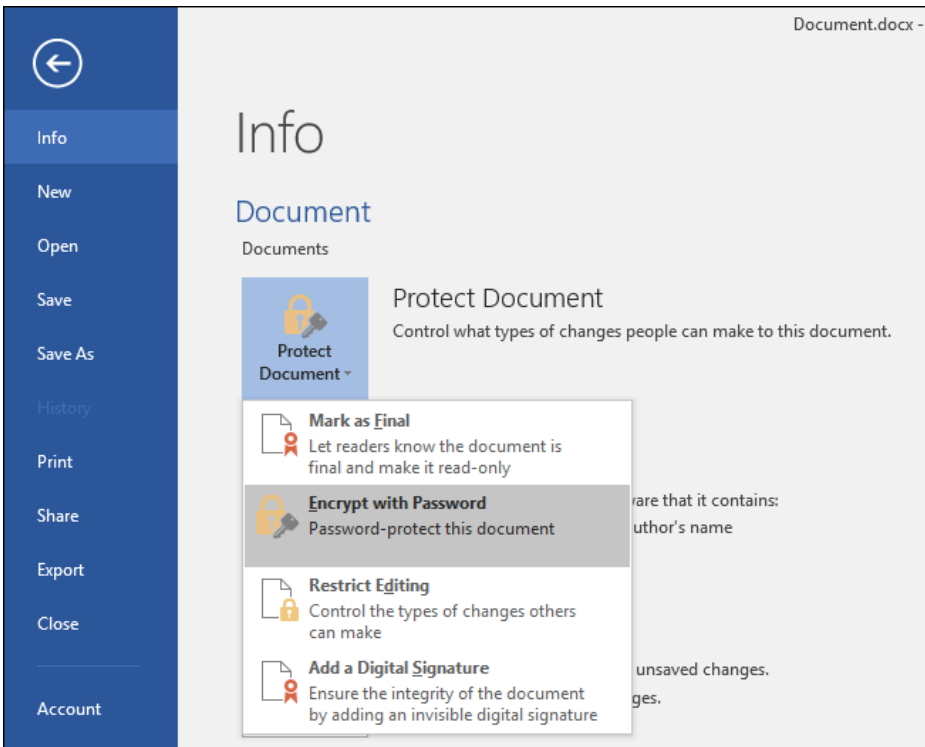 Document.docx -
Info
New
Open
Save
Save As
History
Print
Share
Export
Close
Account
Info
Document
Documents
Protect
Document
Protect Document
Control what types of changes people can make to this document.
Mark as Final
Let readers know the document is
final and make it read-only
Encrypt with Password
Password-protect this document
Restrict Editing
Control the types of changes others
can make
Add a Digital Signature
Ensure the integrity of the document
by adding an invisible digital signature
that it contains:
name
unsaved changes.